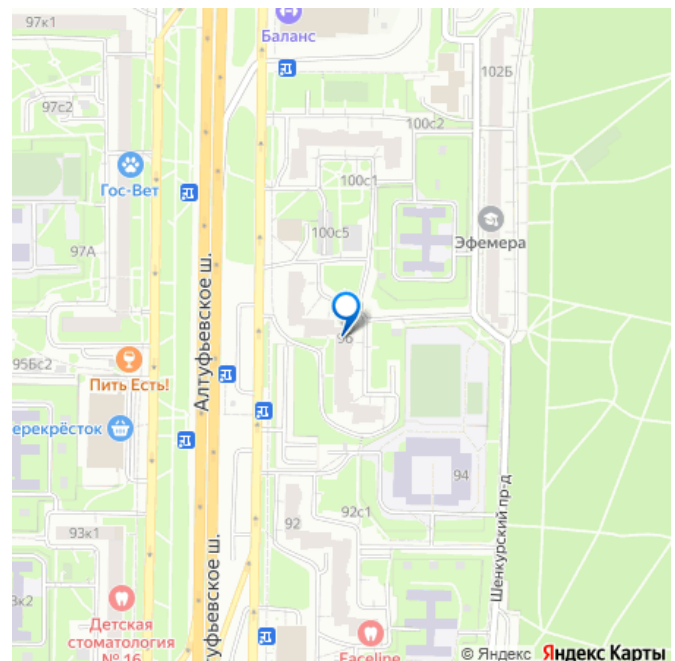 97к1
Баланс
102Б
97с2
100с2
Гос-Вет
100с1
100с5
Эфемера
97А
Алтуфьевское ш.
96
95Бс2
Пить Есть!
ерекрёсток
94
Шенкурский пр-д
92с1
92
93к1
3к2
Детская
стоматология
№ 16
туфьевское ш.
Faceline
© Яндекс Яндекс Карты